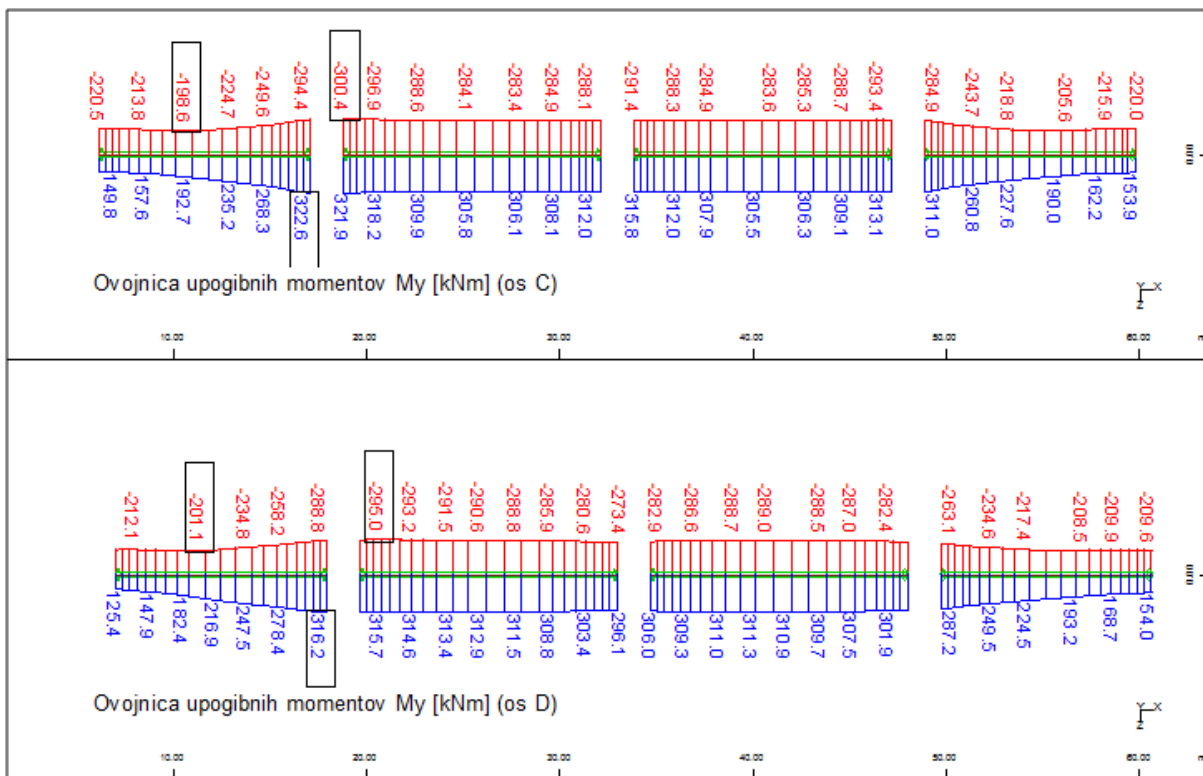 -220.5 -213.8 -198.6 -224.7 -249.6 -294.4 -300.4 -296.9 -288.6 -284.1 -283.4 -284.9 -288.1 -291.4 -288.3 -284.9 -283.6 -285.3 -288.7 -293.4 -284.9 -243.7 -218.8 -205.6 -215.9 -220.0
149.8 157.6 192.7 235.2 268.3 322.6 321.9 318.2 309.9 305.8 306.1 308.1 312.0 315.8 312.0 307.9 305.5 306.3 309.1 313.1 311.0 260.8 227.6 190.0 162.2 153.9
Ovojnica upogibnih momentov My [kNm] (os C)
Y X
Z
10.00 20.00 30.00 40.00 50.00 60.00
-212.1 -201.1 -234.8 -258.2 -288.8 -295.0 -293.2 -291.5 -290.6 -288.8 -285.9 -280.6 -273.4 -282.9 -286.6 -288.7 -289.0 -288.5 -287.0 -282.4 -263.1 -234.6 -217.4 -208.5 -209.9 -209.6
125.4 147.9 182.4 216.9 247.5 278.4 316.2 315.7 314.6 313.4 312.9 311.5 308.8 303.4 296.1 306.0 309.3 311.0 311.3 310.9 309.7 307.5 301.9 287.2 249.5 224.5 193.2 168.7 154.0
Ovojnica upogibnih momentov My [kNm] (os D)
Y X
Z
10.00 20.00 30.00 40.00 50.00 60.00